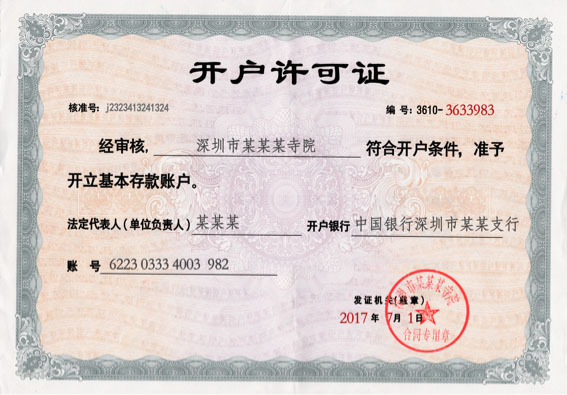 开户许可证
核准号：j2323413241324 编 号：3610-3633983
经审核，深圳市某某某寺院 符合开户条件，准予
开立基本存款账户。
法定代表人（单位负责人）某某某 开户银行 中国银行深圳市某某支行
账 号 6223 0333 4003 982
发证机关(盖章)
2017 年 7 月 1 日
圳市某某某寺院
合同专用章